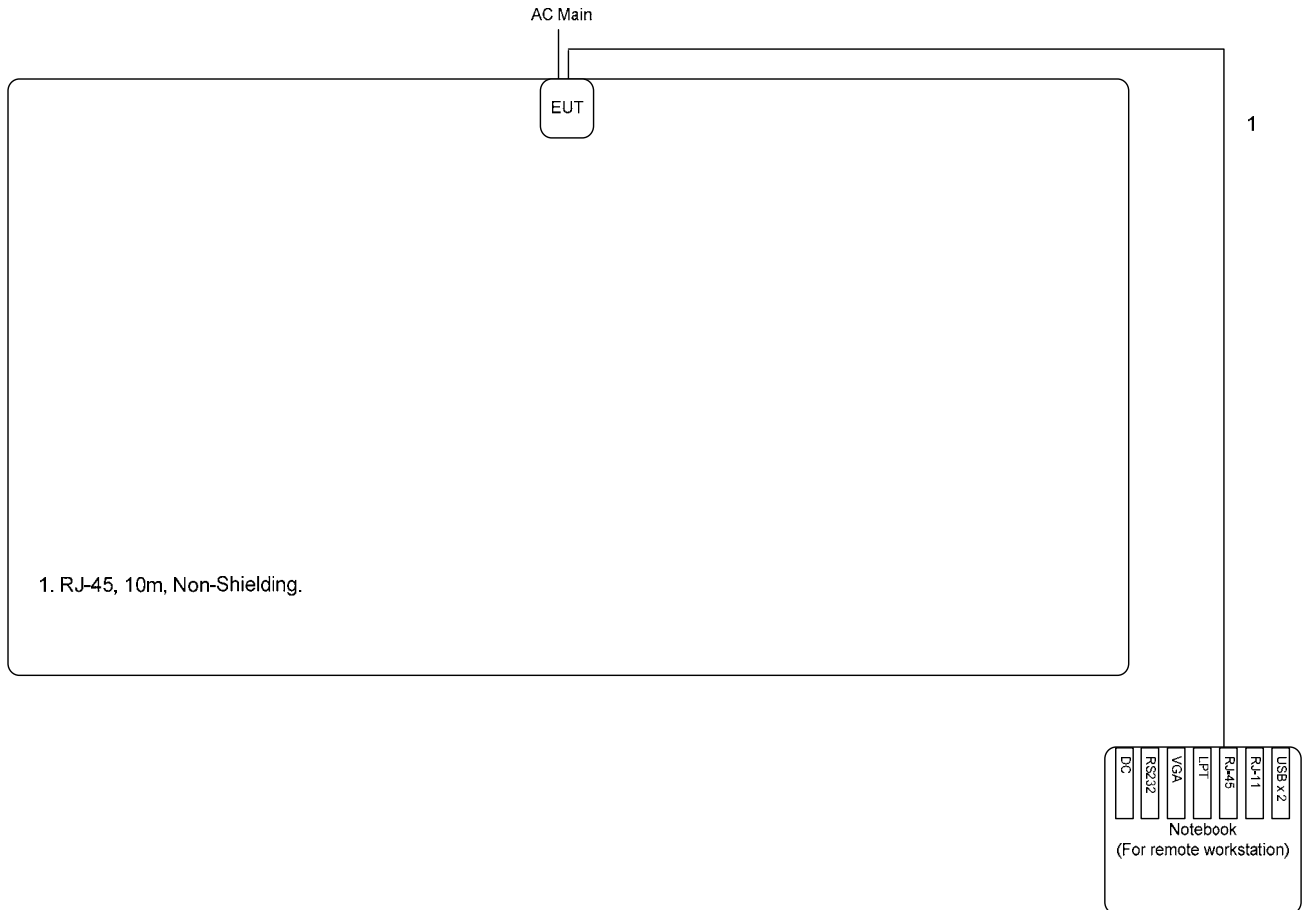 AC Main
EUT
1
1. RJ-45, 10m, Non-Shielding.
DC
RS232
VGA
LPT
RJ-45
RJ-11
USB x 2
Notebook
(For remote workstation)